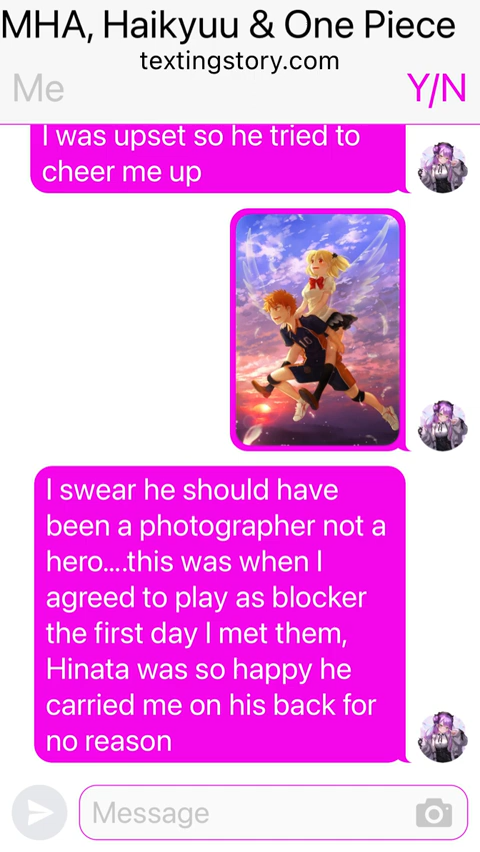 MMA, Haikyuu & One Piece
textingstory.com
Me
Y/N
I was upset so he tried to
cheer me up
10
I swear he should have
been a photographer not a
hero....this was when I
agreed to play as blocker
the first day I met them,
Hinata was so happy he
carried me on his back for
no reason
Message